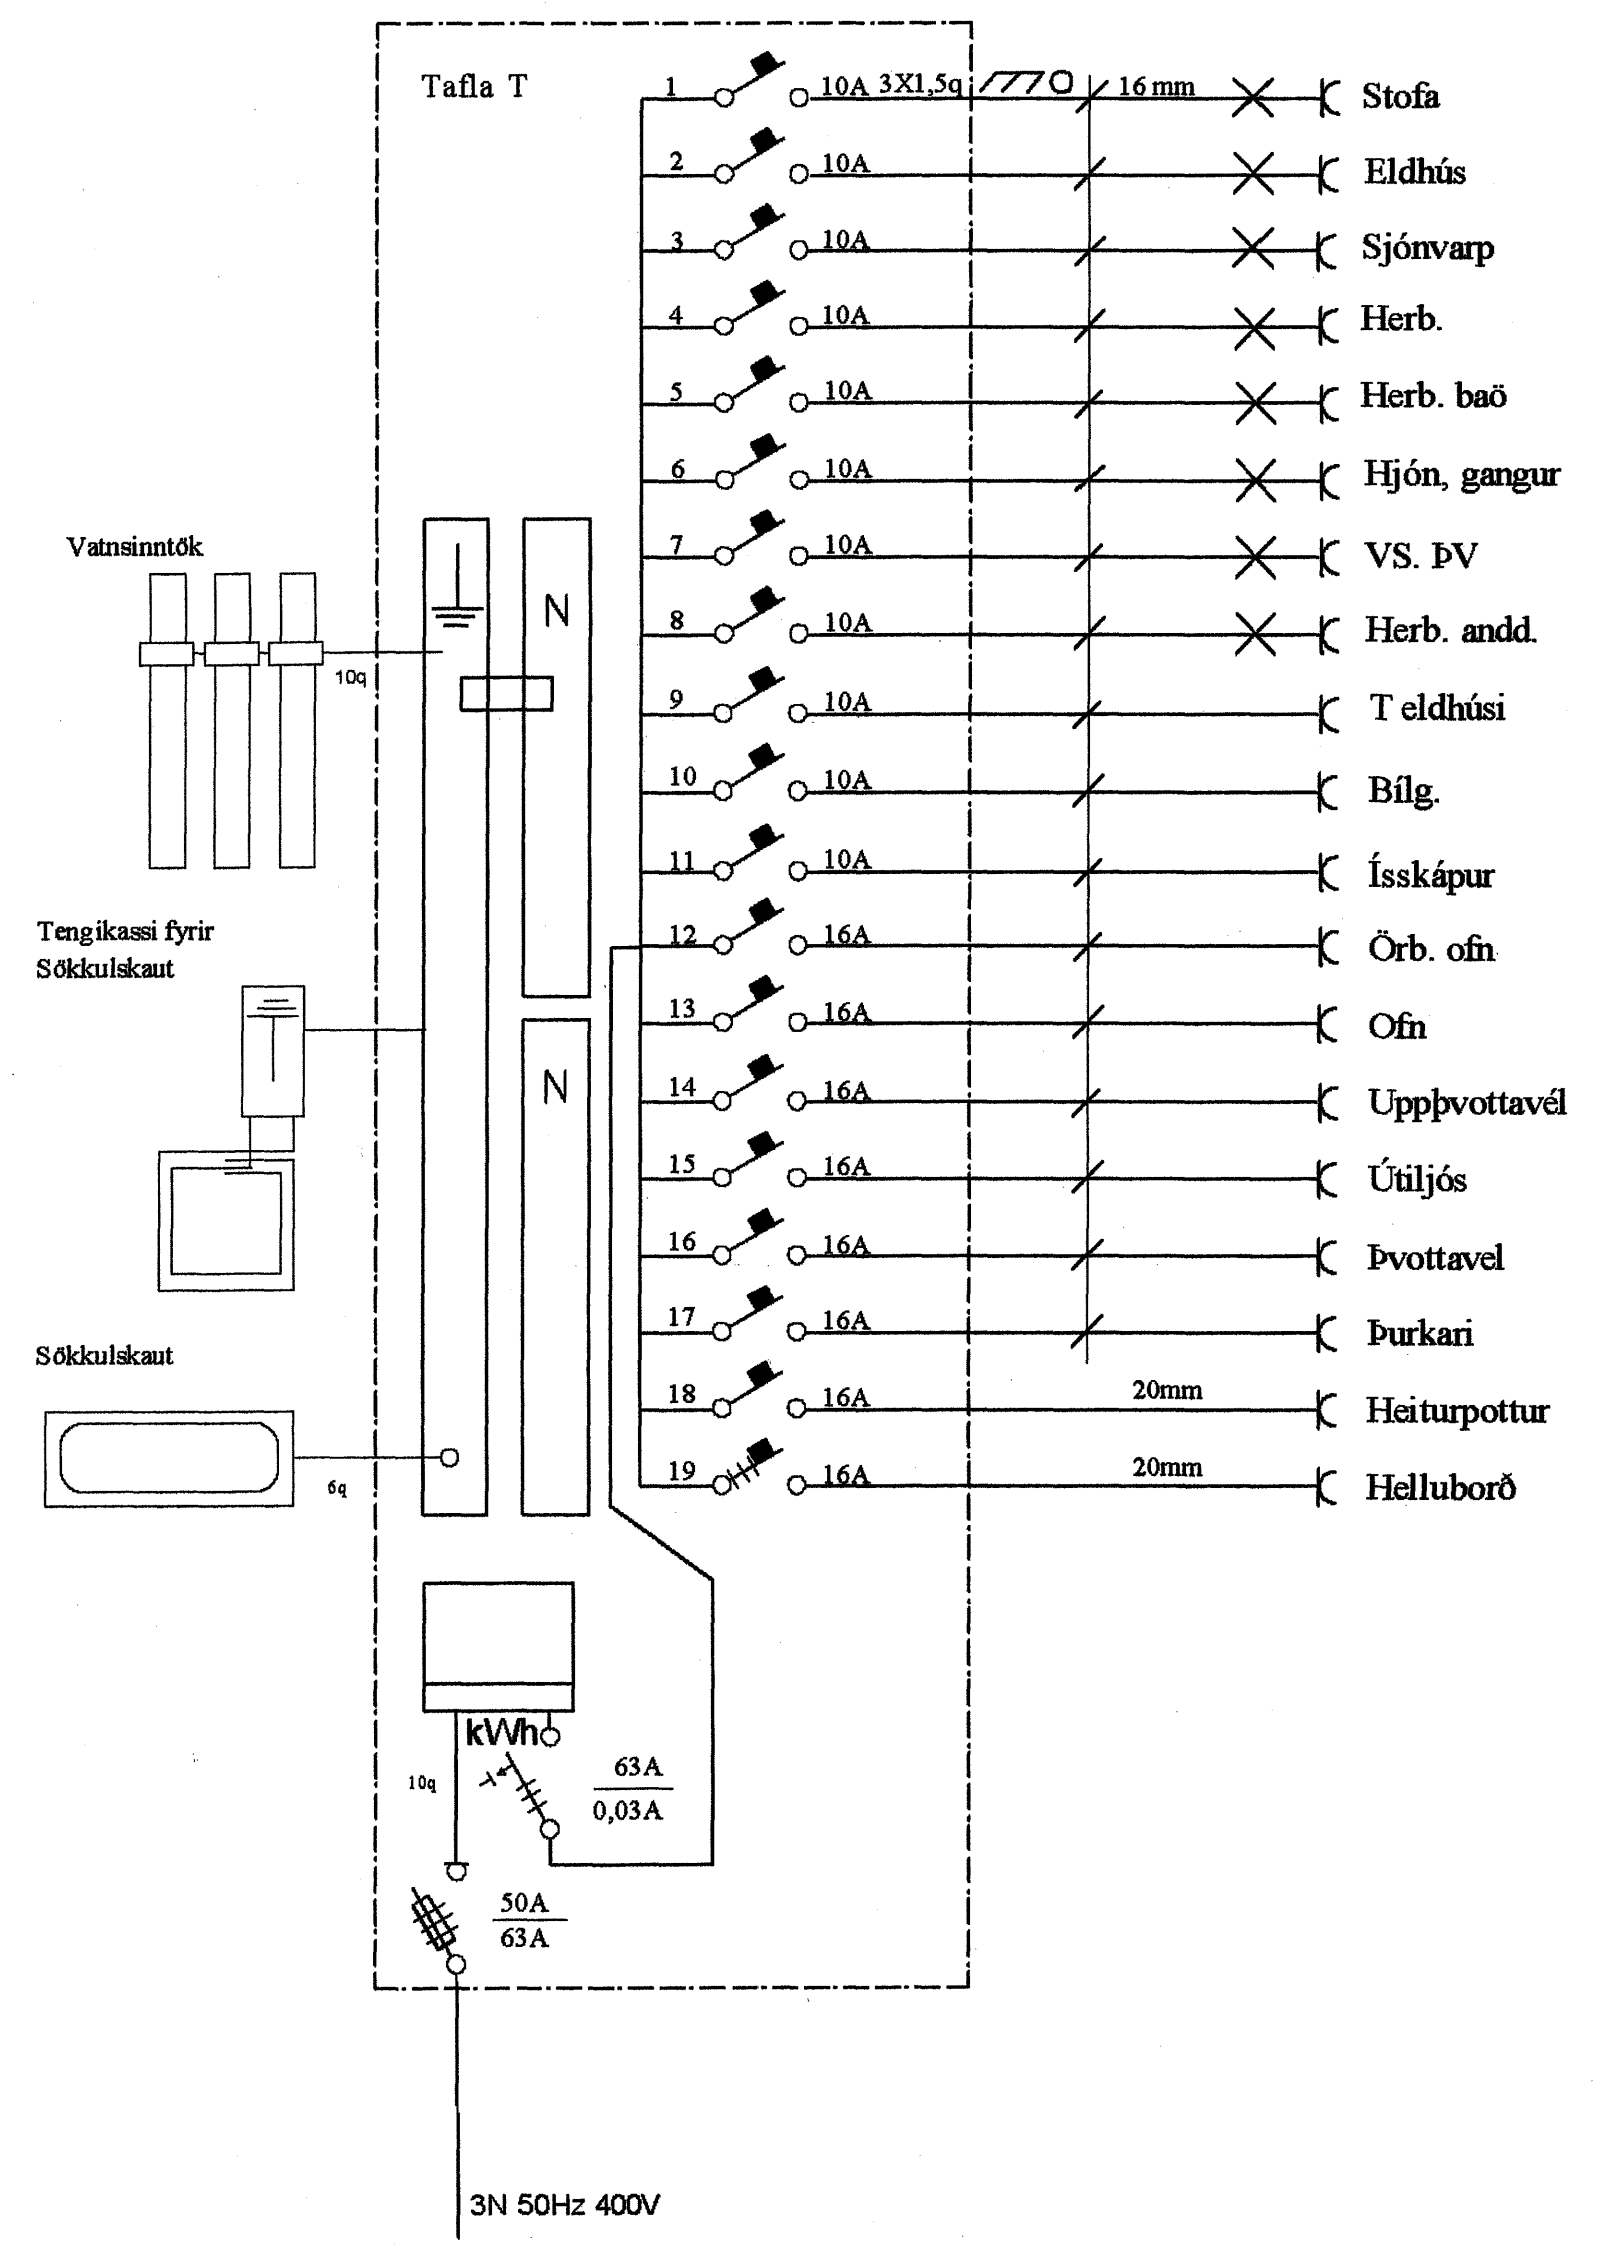 Tafla T
1 10A 3X1,5q 16 mm Stofa
2 10A Eldhús
3 10A Sjónvarp
4 10A Herb.
5 10A Herb. baö
6 10A Hjón, gangur
7 10A VS. ÞV
8 10A Herb. andd.
9 10A T eldhúsi
10 10A Bílg.
11 10A Ísskápur
12 16A Örb. ofn
13 16A Ofn
14 16A Uppþvottavél
15 16A Útiljós
16 16A Þvottavel
17 16A Þurkari
18 16A 20mm Heiturpottur
19 16A 20mm Helluborð
Vatnsinntök
10q
N
Tengikassi fyrir
Sökkulskaut
N
Sökkulskaut
6q
kWh
10q
63A
0,03A
50A
63A
3N 50Hz 400V